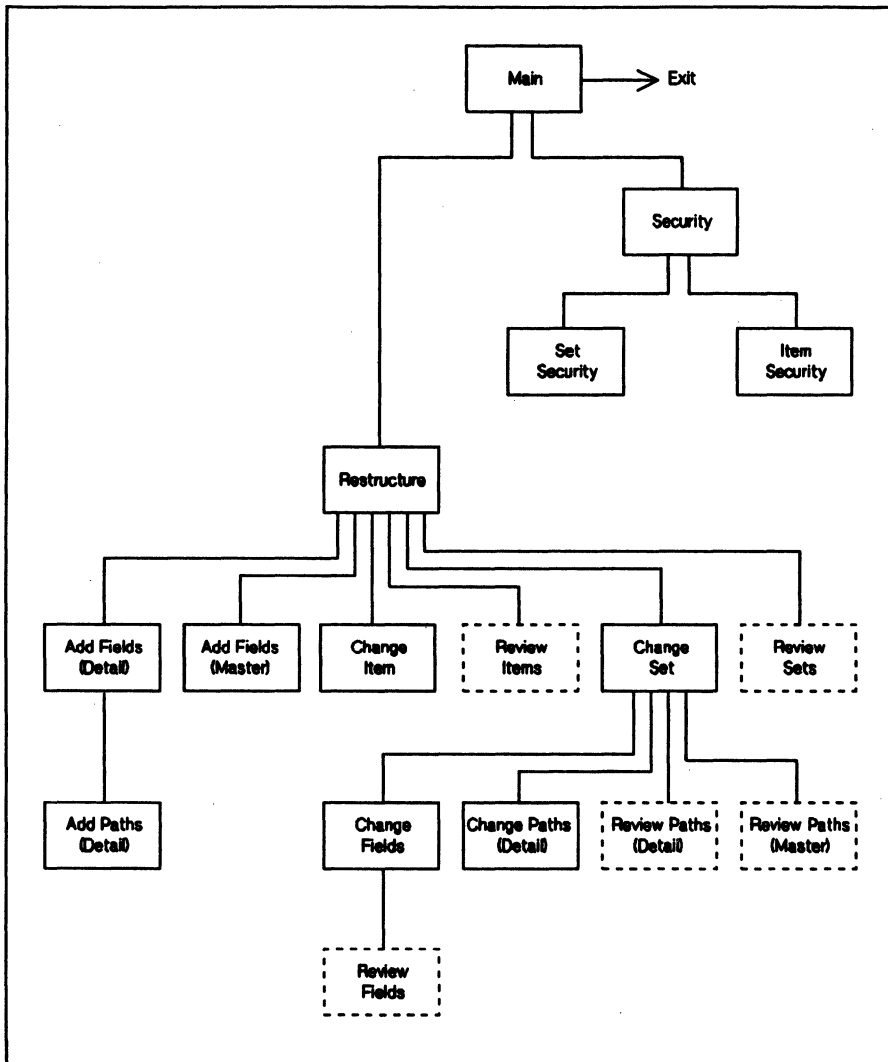 Main
Exit
Security
Set
Security
Item
Security
Restructure
Add Fields
(Detail)
Add Fields
(Master)
Change
Item
Review
Items
Change
Set
Review
Sets
Add Paths
(Detail)
Change
Fields
Change Paths
(Detail)
Review Paths
(Detail)
Review Paths
(Master)
Review
Fields